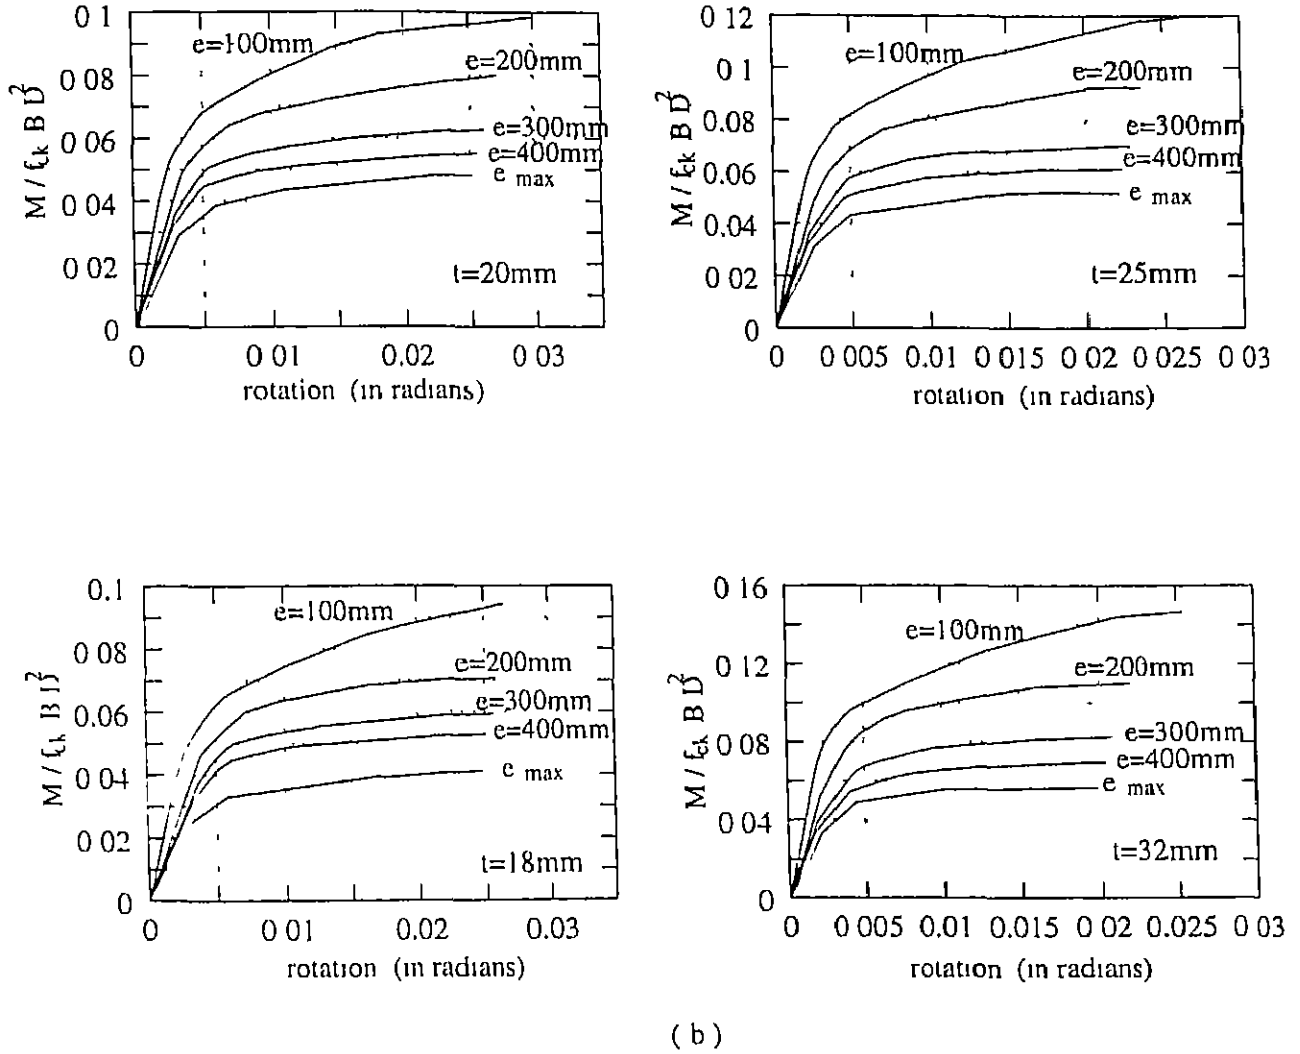 0 1
0 08
0 06
0 04
0 02
0
M / fck B D2
e=100mm
e=200mm
e=300mm
e=400mm
e max
t=20mm
0 0 01 0.02 0 03
rotation (in radians)
0 12
0 1
0.08
0.06
0.04
0 02
0
M / fck B D2
e=100mm
e=200mm
e=300mm
e=400mm
e max
t=25mm
0 0 005 0.01 0 015 0 02 0 025 0 03
rotation (in radians)
0.1
0 08
0.06
0 04
0 02
0
M / fck B D2
e=100mm
e=200mm
e=300mm
e=400mm
e max
t=18mm
0 0 01 0.02 0.03
rotation (in radians)
0 16
0 12
0 08
0 04
0
M / fck B D2
e=100mm
e=200mm
e=300mm
e=400mm
e max
t=32mm
0 0 005 0.01 0.015 0 02 0.025 0 03
rotation (in radians)
( b )